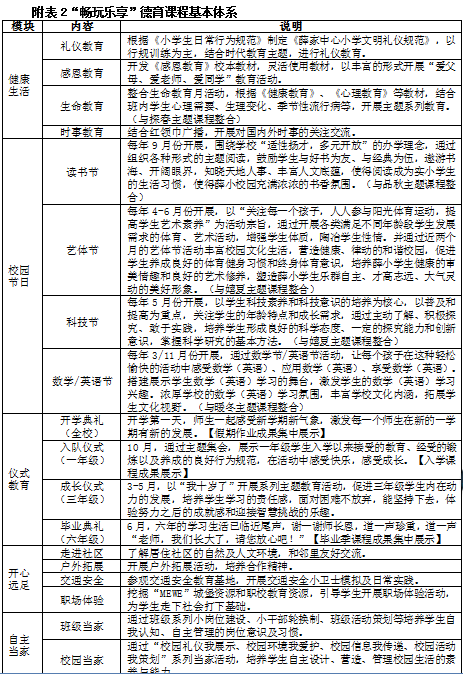 附表 2“畅玩乐享”德育课程基本体系
模块 内容 说明
健康
生活
礼仪教育
根据《小学生日常行为规范》制定《薛家中心小学文明礼仪规范》，以
行规训练为主，结合时代教育主题，进行礼仪教育。
感恩教育
开发《感恩教育》校本教材，灵活使用教材，以丰富的形式开展“爱父
母、爱老师、爱同学”教育活动。
生命教育
整合生命教育月活动，根据《健康教育》、《心理教育》等教材，结合
班内学生心理需要、生理变化、季节性流行病等，开展主题系列教育。
（与探春主题课程整合）
时事教育
结合红领巾广播，开展对国内外时事的关注交流。
校园
节日
读书节
每年 9 月份开展，围绕学校“适性扬才，多元开放”的办学理念，通过
组织各种形式的主题阅读，鼓励学生与好书为友、与经典为伍，遨游书
海、开阔眼界，知晓天地人事、丰富人文底蕴，使得阅读成为实小学生
的生活习惯，使得薛小校园充满浓浓的书香氛围。（与品秋主题课程整
合）
艺体节
每年 4-6 月份开展，以“关注每一个孩子，人人参与阳光体育运动，提
高学生艺术素养”为活动宗旨，通过开展各类满足不同年龄段学生发展
需求的体育、艺术活动，增强学生体质，陶冶学生性情。并通过近两个
月的艺体节活动丰富校园文化生活，营造健康、律动的和谐校园，促进
学生养成良好的体育健身习惯和终身体育意识，培养薛小学生健康的审
美情趣和良好的艺术修养，塑造薛小学生乐群自主、才高志远、大气灵
动的美好形象。（与嬉夏主题课程整合）
科技节
每年 5 月份开展，以学生科技素养和科技意识的培养为核心，以普及和
提高为重点，关注学生的年龄特点和成长需求，通过主动了解、积极探
究、敢于实践，培养学生形成良好的科学态度、一定的探究能力和创新
意识，掌握科学研究的基本方法。（与嬉夏主题课程整合）
数学/英语节
每年 3/11 月份开展，通过数学节/英语节活动，让每个孩子在这种轻松
愉快的活动中感受数学（英语）、应用数学（英语）、享受数学（英语）。
搭建展示学生数学（英语）学习的舞台，激发学生的数学（英语）学习
兴趣。浓厚学校的数学（英语）学习氛围，丰富学校文化内涵，拓展学
生文化视野。（与暖冬主题课程整合）
仪式
教育
开学典礼
（全校）
开学第一天，师生一起感受新学期新气象，激发每一个师生在新的一学
期有新的发展。【假期作业成果集中展示】
入队仪式
（一年级）
10 月，通过主题集会，展示一年级学生入学以来接受的教育、经受的锻
炼以及养成的良好行为规范，在活动中感受快乐，感受成长。【入学课
程成果展示】
成长仪式
（三年级）
3-5月，以“我十岁了”开展系列主题教育活动，促进三年级学生内在动
力的发展，培养学生学习的责任感，面对困难不放弃，能坚持下去，体
验努力之后的成就感和迎接智慧挑战的乐趣。
毕业典礼
（六年级）
6 月，六年的学习生活已临近尾声，谢一谢师长恩，道一声珍重，道一声
“老师，我们长大了，请您放心吧！”【毕业季课程成果集中展示】
开心
远足
走进社区
了解居住社区的自然及人文环境，和邻里友好交流。
户外拓展
开展户外拓展活动，培养合作精神。
交通安全
参观交通安全教育基地，开展交通安全小卫士模拟及日常实践。
职场体验
挖掘“MEWE”城堡资源和职校教育资源，引导学生开展职场体验活动，
为学生走下社会打下基础。
自主
当家
班级当家
通过班级系列小岗位建设、小干部轮换制、班级活动策划等培养学生自
我认知、自主管理的岗位意识及习惯。
校园当家
通过“校园礼仪我展示、校园环境我爱护、校园信息我传递、校园活动
我策划”系列当家活动，培养学生自主设计、营造、管理校园生活的素
养与能力。